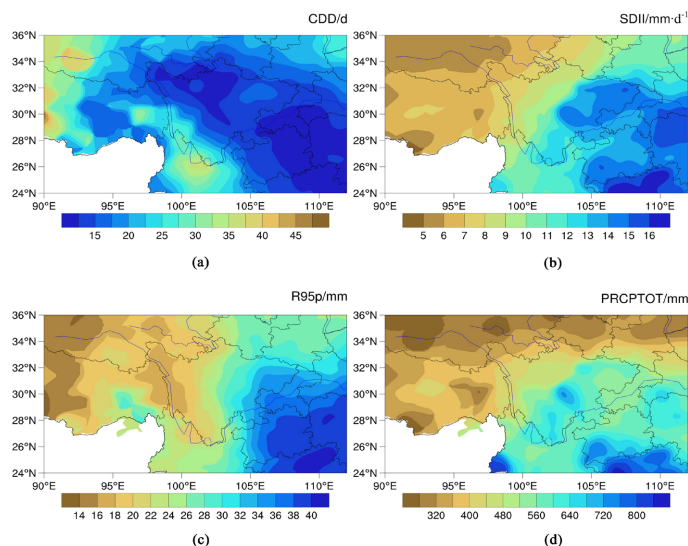 CDD/d
SDII/mm·d⁻¹
36°N 36°N
34°N 34°N
32°N 32°N
30°N 30°N
28°N 28°N
26°N 26°N
24°N 24°N
90°E 95°E 100°E 105°E 110°E 90°E 95°E 100°E 105°E 110°E
15 20 25 30 35 40 45
5 6 7 8 9 10 11 12 13 14 15 16
(a)
(b)
R95p/mm
PRCPTOT/mm
36°N 36°N
34°N 34°N
32°N 32°N
30°N 30°N
28°N 28°N
26°N 26°N
24°N 24°N
90°E 95°E 100°E 105°E 110°E 90°E 95°E 100°E 105°E 110°E
14 16 18 20 22 24 26 28 30 32 34 36 38 40
320 400 480 560 640 720 800
(c)
(d)